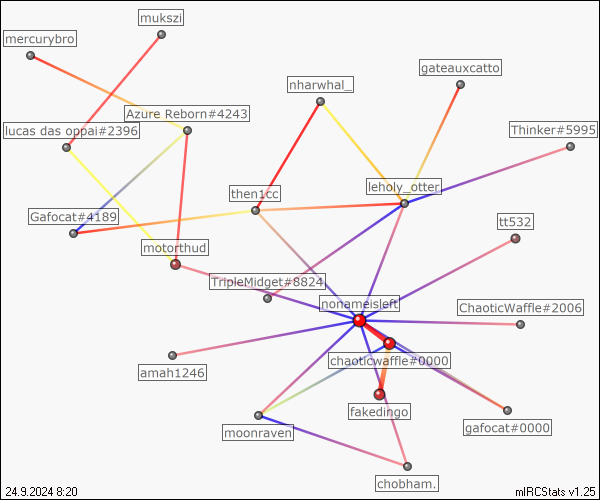 mukszi
mercurybro
gateauxcatto
nharwhal_
Azure Reborn#4243
lucas das oppai#2396
Thinker#5995
leholy_otter
then1cc
Gafocat#4189
tt532
motorthud
TripleMidget#8824
nonameisleft
ChaoticWaffle#2006
chaoticwaffle#0000
amah1246
fakedingo
gafocat#0000
moonraven
chobham.
24.9.2024 8:20
mIRCStats v1.25